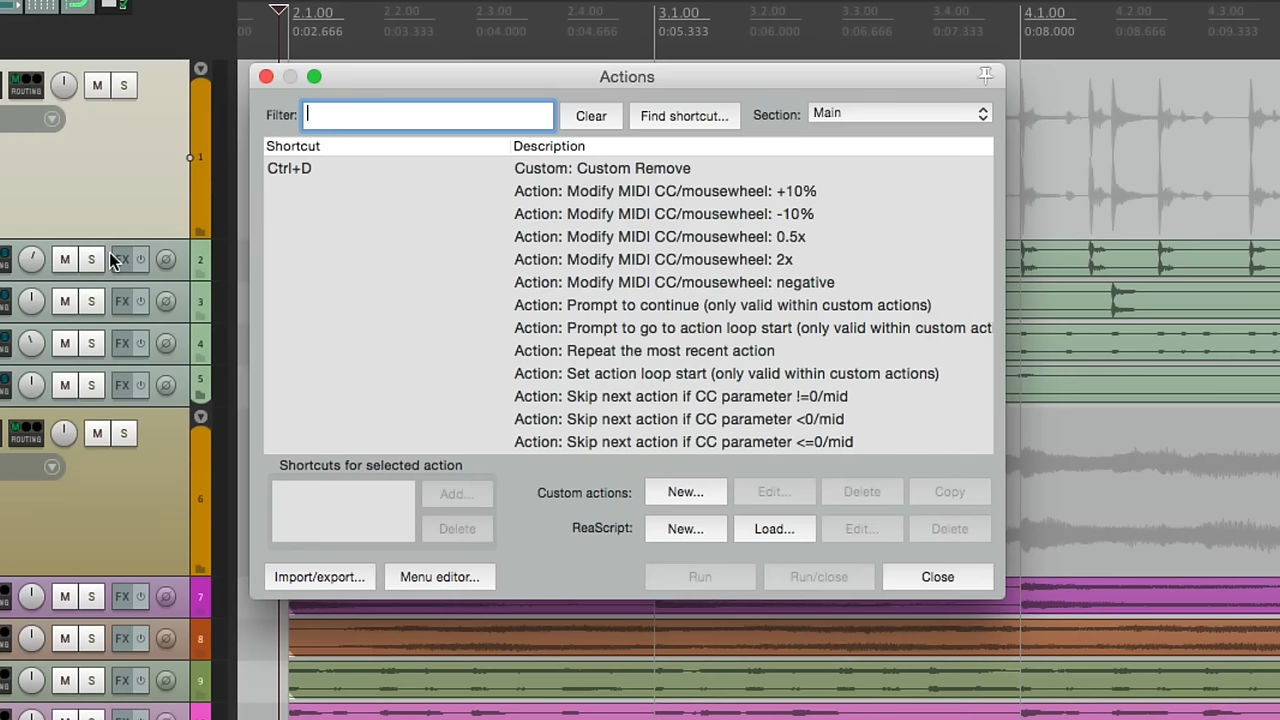 2.1.00 2.2.00 2.3.00 2.4.00 3.1.00 3.2.00 3.3.00 3.4.00 4.1.00 4.2.00 4.3.00
00 0:02.666 0:03.333 0:04.000 0:04.666 0:05.333 0:06.000 0:06.666 0:07.333 0:08.000 0:08.666 0:09.333
Actions
M
ROUTING
M S
1
Filter: Clear Find shortcut... Section: Main
Shortcut Description
Ctrl+D Custom: Custom Remove
Action: Modify MIDI CC/mousewheel: +10%
Action: Modify MIDI CC/mousewheel: -10%
Action: Modify MIDI CC/mousewheel: 0.5x
Action: Modify MIDI CC/mousewheel: 2x
Action: Modify MIDI CC/mousewheel: negative
Action: Prompt to continue (only valid within custom actions)
Action: Prompt to go to action loop start (only valid within custom acti
Action: Repeat the most recent action
Action: Set action loop start (only valid within custom actions)
Action: Skip next action if CC parameter !=0/mid
Action: Skip next action if CC parameter <0/mid
Action: Skip next action if CC parameter <=0/mid
M S FX 2
M S FX 3
M S FX 4
M S FX 5
M
ROUTING
M S
6
Shortcuts for selected action
Add...
Delete
Custom actions: New... Edit... Delete Copy
ReaScript: New... Load... Edit... Delete
Import/export... Menu editor... Run Run/close Close
M S FX 7
M S FX 8
M S FX 9